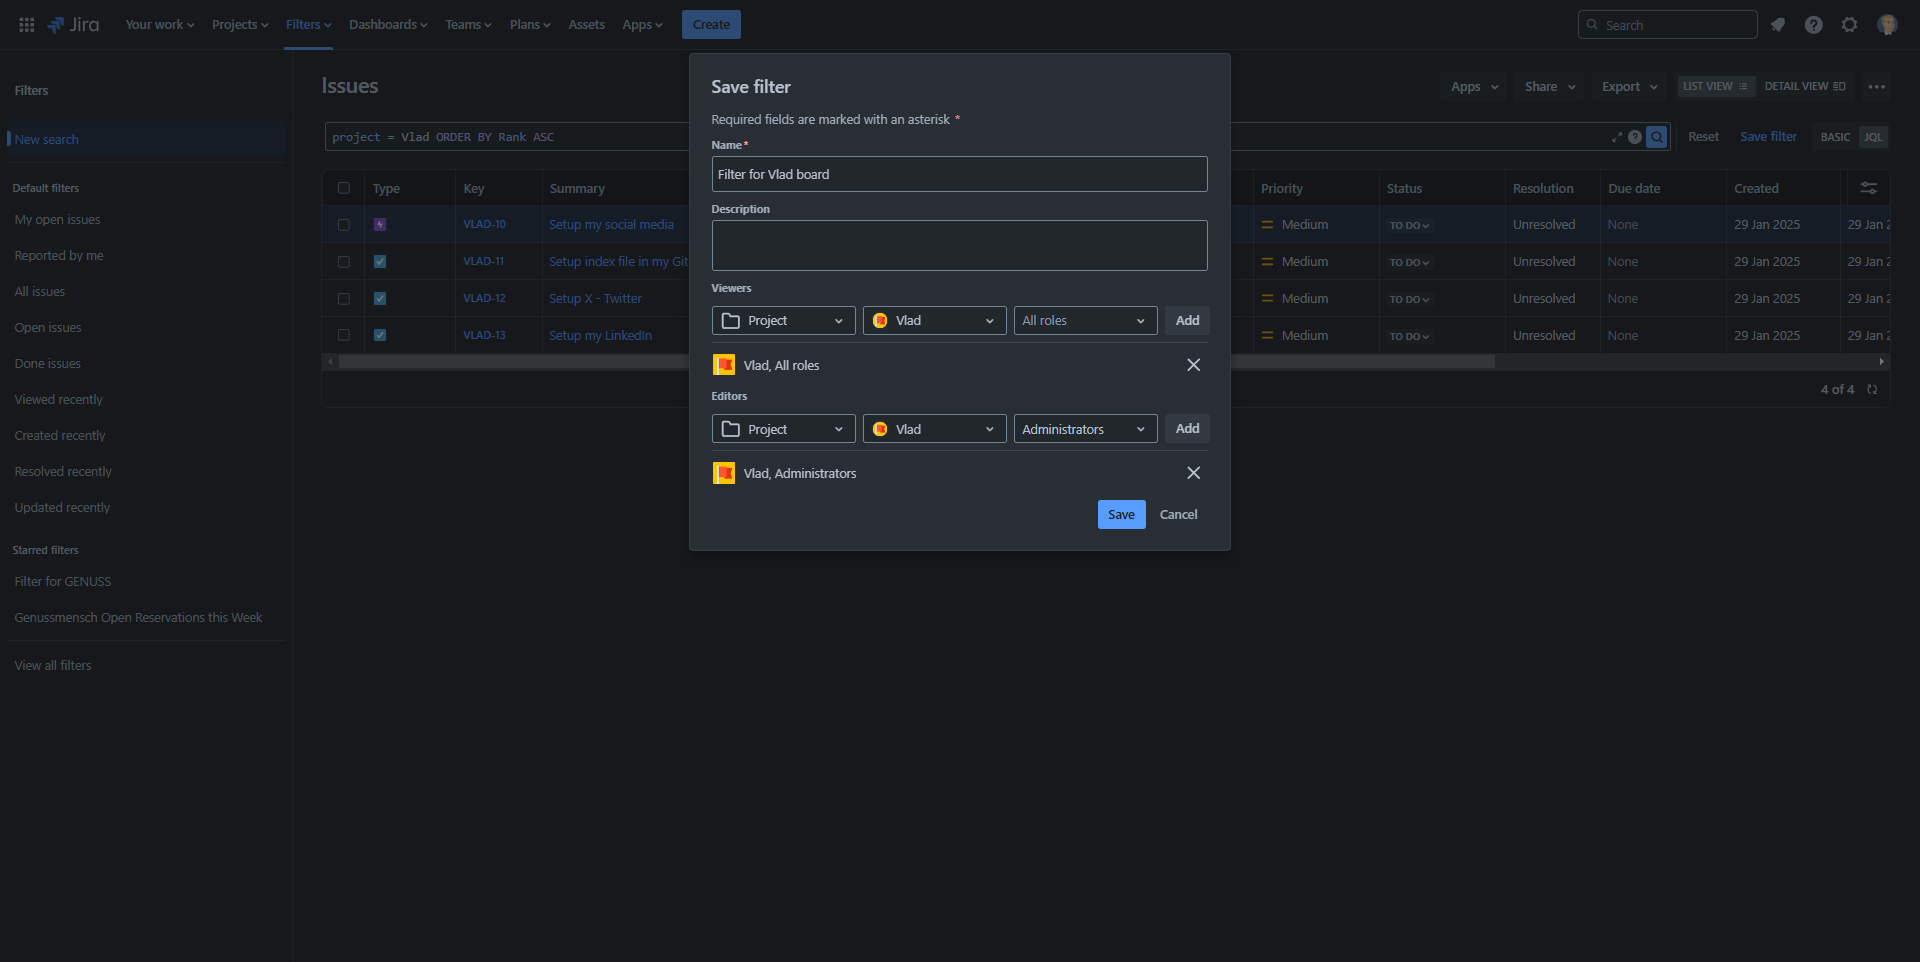 Jira
Your work
Projects
Filters
Dashboards
Teams
Plans
Assets
Apps
Create
Search
Filters
New search
Default filters
My open issues
Reported by me
All issues
Open issues
Done issues
Viewed recently
Created recently
Resolved recently
Updated recently
Starred filters
Filter for GENUSS
Genussmensch Open Reservations this Week
View all filters
Issues
Apps Share Export LIST VIEW DETAIL VIEW
project = Vlad ORDER BY Rank ASC
Reset Save filter BASIC JQL
Type Key Summary Priority Status Resolution Due date Created
VLAD-10 Setup my social media Medium TO DO Unresolved None 29 Jan 2025 29 Jan 2
VLAD-11 Setup index file in my Git Medium TO DO Unresolved None 29 Jan 2025 29 Jan 2
VLAD-12 Setup X - Twitter Medium TO DO Unresolved None 29 Jan 2025 29 Jan 2
VLAD-13 Setup my LinkedIn Medium TO DO Unresolved None 29 Jan 2025 29 Jan 2
4 of 4
Save filter
Required fields are marked with an asterisk *
Name*
Filter for Vlad board
Description
Viewers
Project Vlad All roles Add
Vlad, All roles
Editors
Project Vlad Administrators Add
Vlad, Administrators
Save Cancel